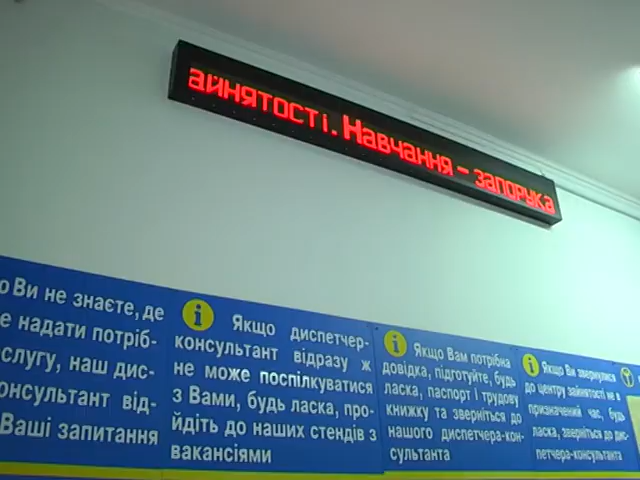 айнятості. Навчання – запорука
о Ви не знаєте, де
е надати потріб-
слугу, наш дис-
онсультант від-
Ваші запитання
i Якщо диспетчер-
консультант відразу ж
не може поспілкуватися
з Вами, будь ласка, про-
йдіть до наших стендів з
вакансіями
i Якщо Вам потрібна
довідка, підготуйте, будь
ласка, паспорт і трудову
книжку та зверніться до
нашого диспетчера-кон-
сультанта
i Якщо Ви звернулися
до центру зайнятості не в
призначений час, будь
ласка, зверніться до дис-
петчера-консультанта